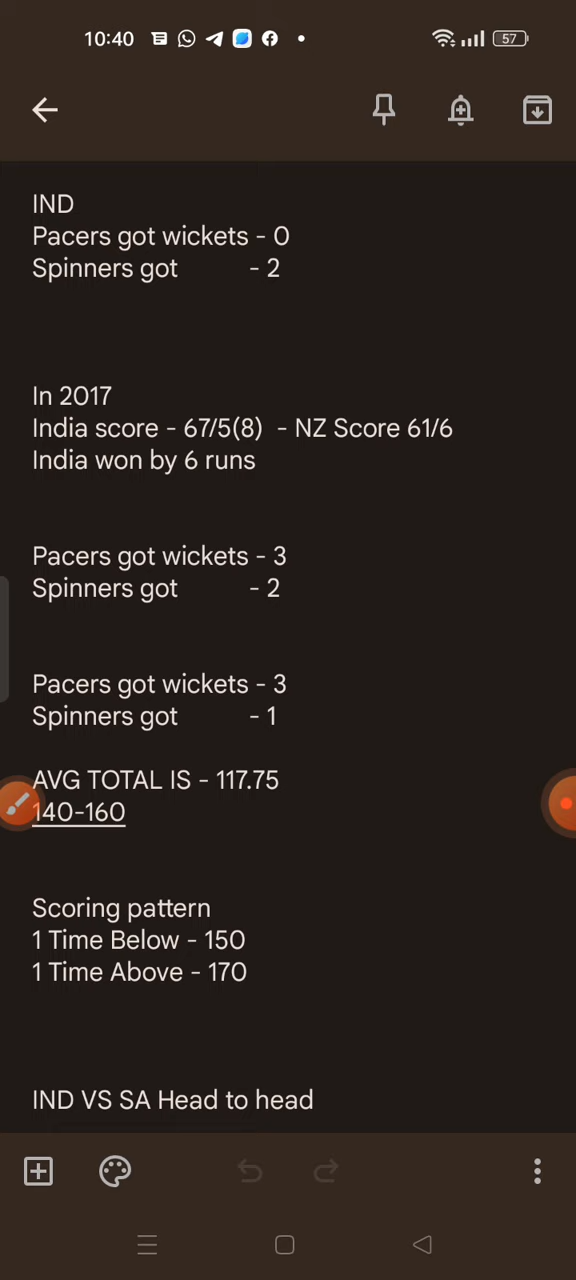 10:40
57
IND
Pacers got wickets - 0
Spinners got - 2
In 2017
India score - 67/5(8) - NZ Score 61/6
India won by 6 runs
Pacers got wickets - 3
Spinners got - 2
Pacers got wickets - 3
Spinners got - 1
AVG TOTAL IS - 117.75
140-160
Scoring pattern
1 Time Below - 150
1 Time Above - 170
IND VS SA Head to head